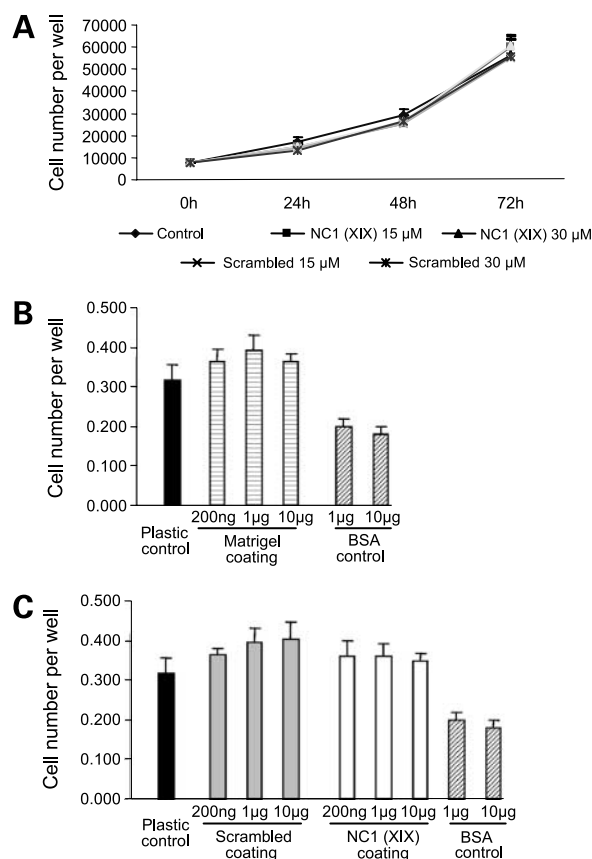 A
Cell number per well
70000
60000
50000
40000
30000
20000
10000
0
0h 24h 48h 72h
Control NC1 (XIX) 15 µM NC1 (XIX) 30 µM
Scrambled 15 µM Scrambled 30 µM
B
Cell number per well
0.500
0.400
0.300
0.200
0.100
0.000
200ng 1µg 10µg 1µg 10µg
Plastic control
Matrigel coating
BSA control
C
Cell number per well
0.500
0.400
0.300
0.200
0.100
0.000
200ng 1µg 10µg 200ng 1µg 10µg 1µg 10µg
Plastic control
Scrambled coating
NC1 (XIX) coating
BSA control